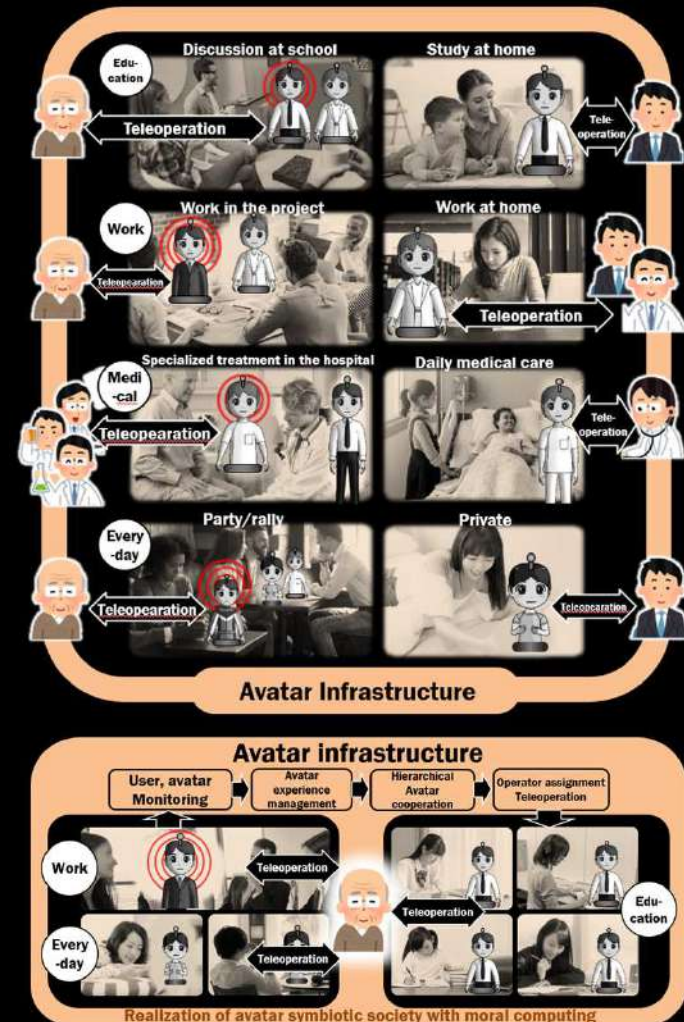 Discussion at school
Study at home
Edu-
cation
Teleoperation
Tele-
operation
Work in the project
Work at home
Work
Teleopearation
Teleoperation
Specialized treatment in the hospital
Daily medical care
Medi
-cal
Teleopearation
Tele-
operation
Party/rally
Private
Every
-day
Teleopearation
Teleopearation
Avatar Infrastructure
Avatar infrastructure
User, avatar
Monitoring
Avatar
experience
management
Hierarchical
Avatar
cooperation
Operator assignment
Teleoperation
Work
Teleoperation
Teleoperation
Edu-
cation
Every
-day
Teleoperation
Realization of avatar symbiotic society with moral computing